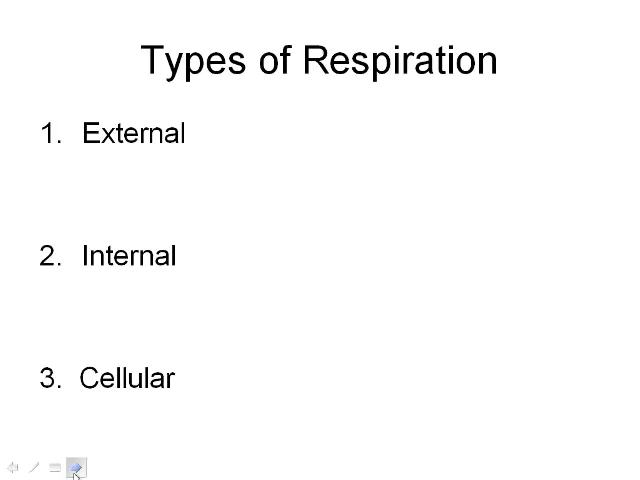 Types of Respiration
1. External
2. Internal
3. Cellular